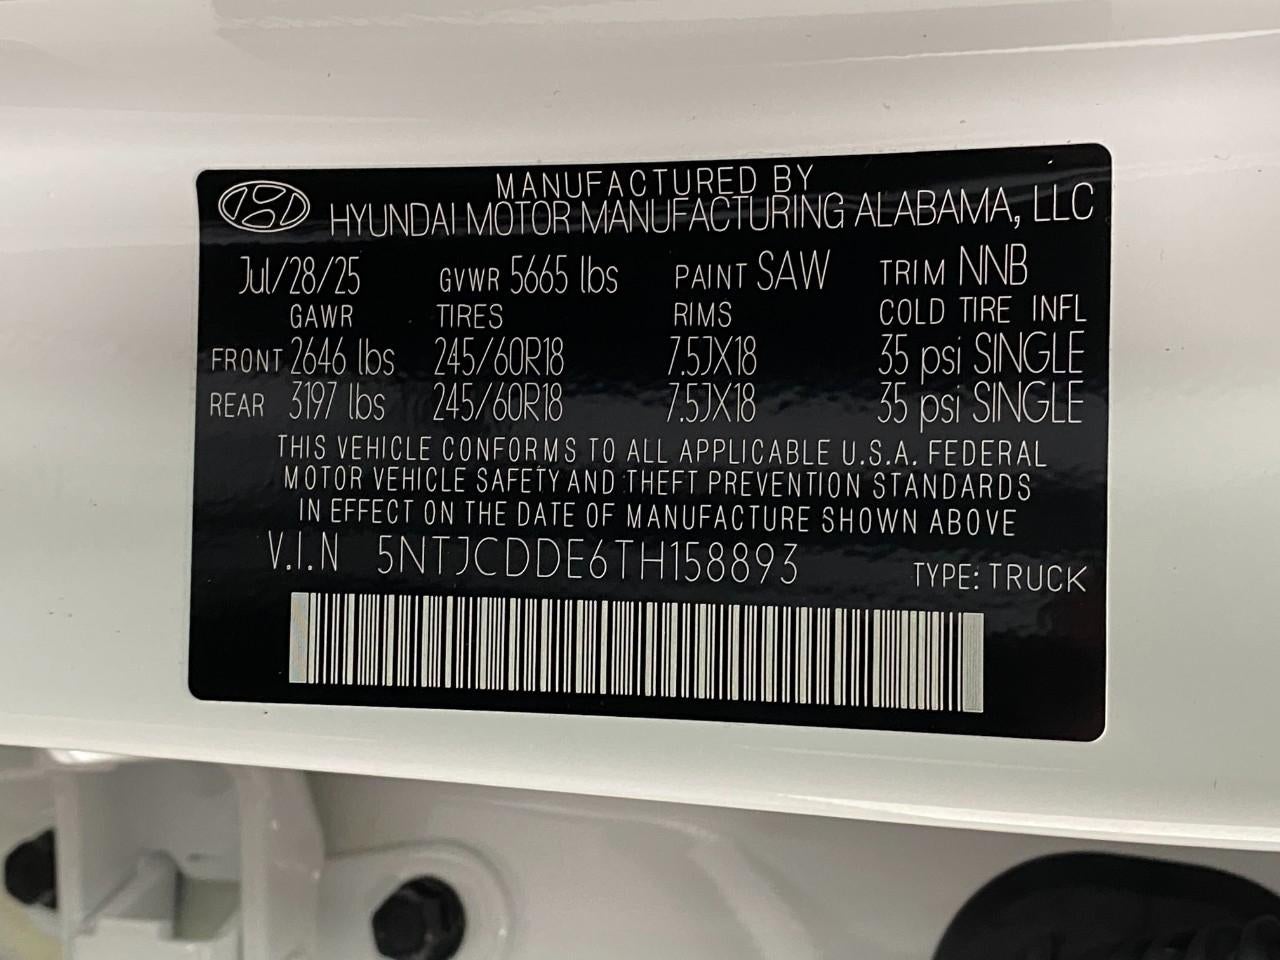 MANUFACTURED BY
HYUNDAI MOTOR MANUFACTURING ALABAMA, LLC
Jul/28/25 GVWR 5665 lbs PAINT SAW TRIM NNB
GAWR TIRES RIMS COLD TIRE INFL
FRONT 2646 lbs 245/60R18 7.5JX18 35 psi SINGLE
REAR 3197 lbs 245/60R18 7.5JX18 35 psi SINGLE
THIS VEHICLE CONFORMS TO ALL APPLICABLE U.S.A. FEDERAL
MOTOR VEHICLE SAFETY AND THEFT PREVENTION STANDARDS
IN EFFECT ON THE DATE OF MANUFACTURE SHOWN ABOVE
V.I.N 5NTJCDDE6TH158893 TYPE: TRUCK